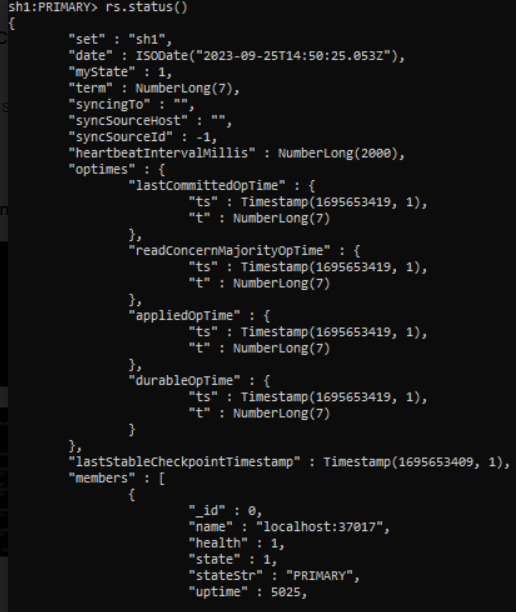 sh1:PRIMARY> rs.status()
{
"set" : "sh1",
"date" : ISODate("2023-09-25T14:50:25.053Z"),
"myState" : 1,
"term" : NumberLong(7),
"syncingTo" : "",
"syncSourceHost" : "",
"syncSourceId" : -1,
"heartbeatIntervalMillis" : NumberLong(2000),
"optimes" : {
"lastCommittedOpTime" : {
"ts" : Timestamp(1695653419, 1),
"t" : NumberLong(7)
},
"readConcernMajorityOpTime" : {
"ts" : Timestamp(1695653419, 1),
"t" : NumberLong(7)
},
"appliedOpTime" : {
"ts" : Timestamp(1695653419, 1),
"t" : NumberLong(7)
},
"durableOpTime" : {
"ts" : Timestamp(1695653419, 1),
"t" : NumberLong(7)
}
},
"lastStableCheckpointTimestamp" : Timestamp(1695653409, 1),
"members" : [
{
"_id" : 0,
"name" : "localhost:37017",
"health" : 1,
"state" : 1,
"stateStr" : "PRIMARY",
"uptime" : 5025,